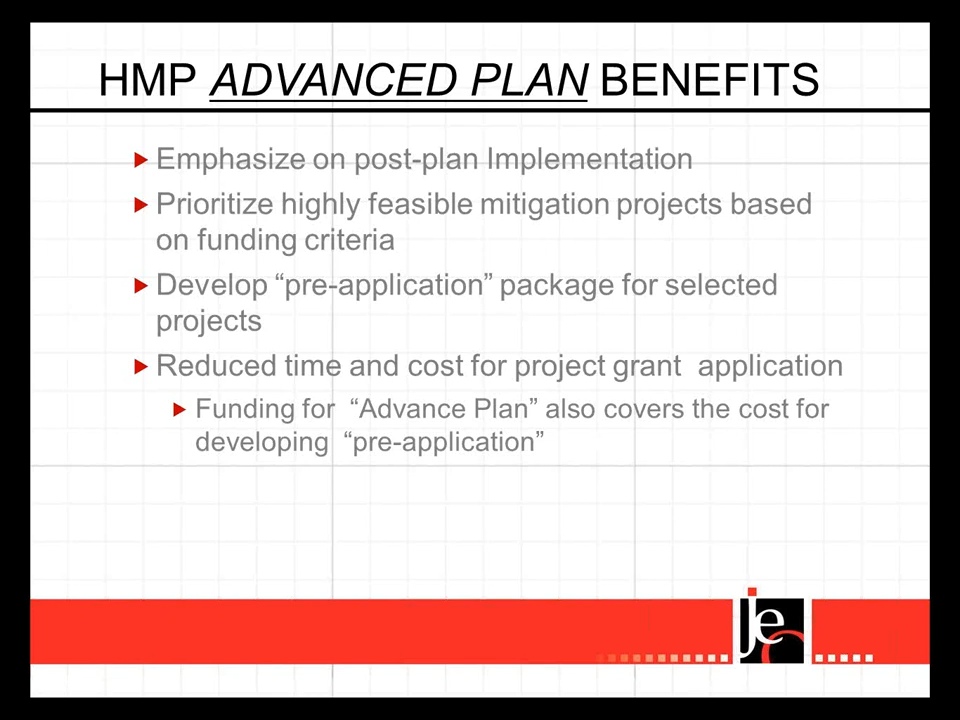 HMP ADVANCED PLAN BENEFITS
Emphasize on post-plan Implementation
Prioritize highly feasible mitigation projects based
on funding criteria
Develop “pre-application” package for selected
projects
Reduced time and cost for project grant  application
Funding for  “Advance Plan” also covers the cost for
developing  “pre-application”
jeo